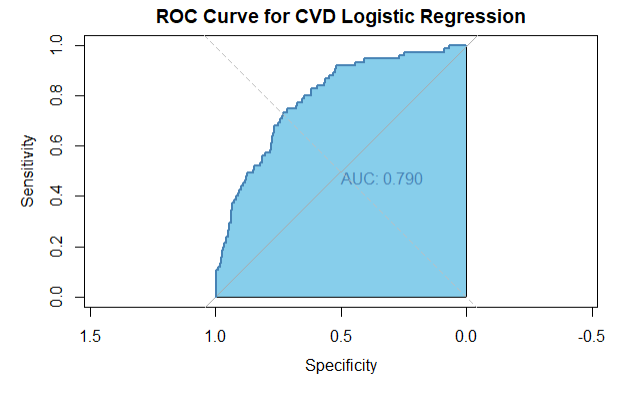 ROC Curve for CVD Logistic Regression
1.0
0.8
0.6
0.4
0.2
0.0
Sensitivity
AUC: 0.790
1.5 1.0 0.5 0.0 -0.5
Specificity